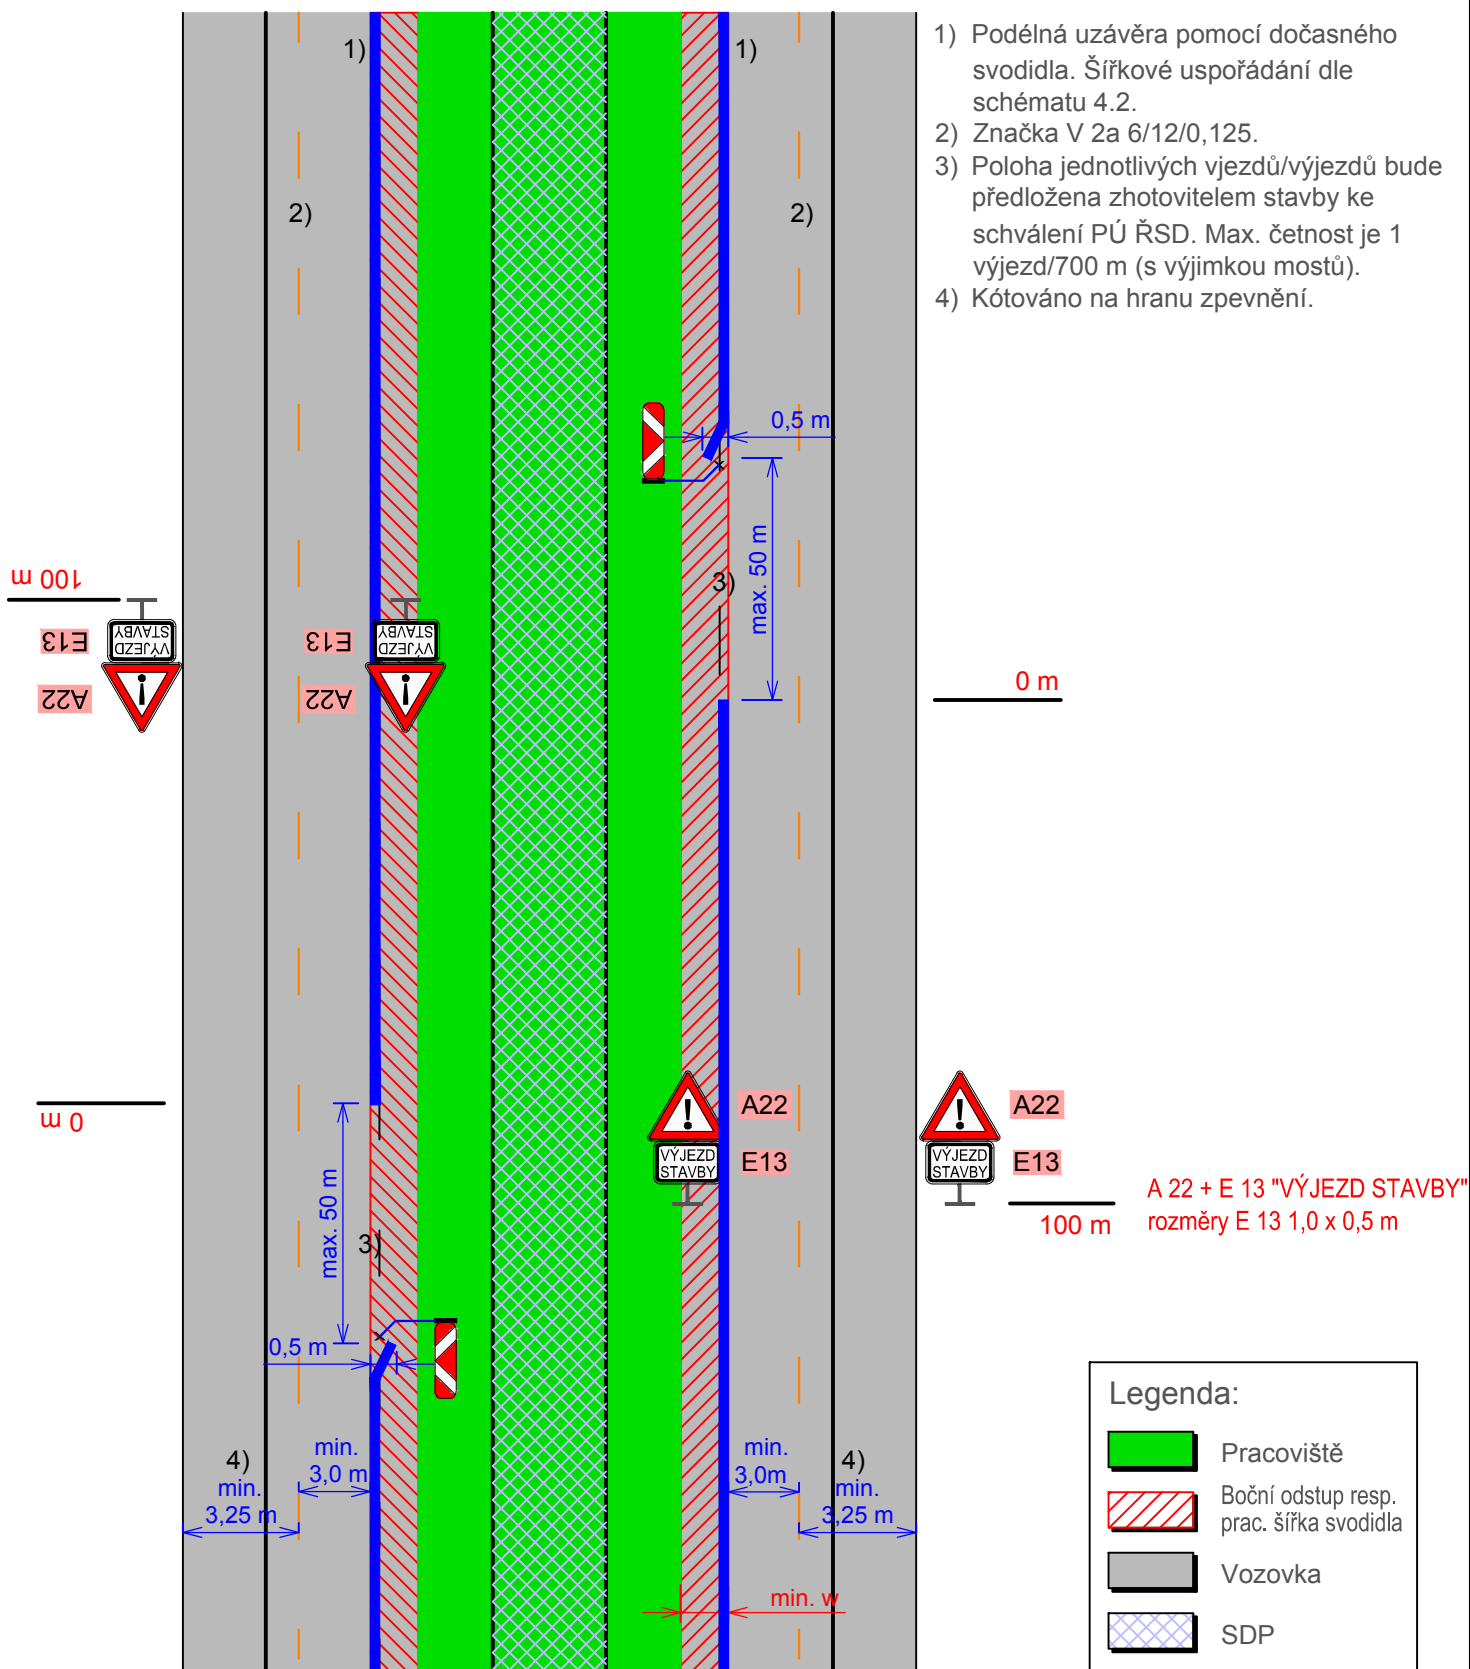 1) Podélná uzávěra pomocí dočasného
svodidla. Šířkové uspořádání dle
schématu 4.2.
2) Značka V 2a 6/12/0,125.
3) Poloha jednotlivých vjezdů/výjezdů bude
předložena zhotovitelem stavby ke
schválení PÚ ŘSD. Max. četnost je 1
výjezd/700 m (s výjimkou mostů).
4) Kótováno na hranu zpevnění.
1)
1)
2)
2)
0,5 m
max. 50 m
3)
100 m
VÝJEZD
STAVBY
E13
A22
VÝJEZD
STAVBY
E13
A22
0 m
0 m
A22
E13
VÝJEZD
STAVBY
A22
E13
VÝJEZD
STAVBY
100 m
A 22 + E 13 "VÝJEZD STAVBY"
rozměry E 13 1,0 x 0,5 m
max. 50 m
3)
0,5 m
4)
min.
3,25 m
min.
3,0 m
min.
3,0m
4)
min.
3,25 m
min. w
Legenda:
Pracoviště
Boční odstup resp.
prac. šířka svodidla
Vozovka
SDP